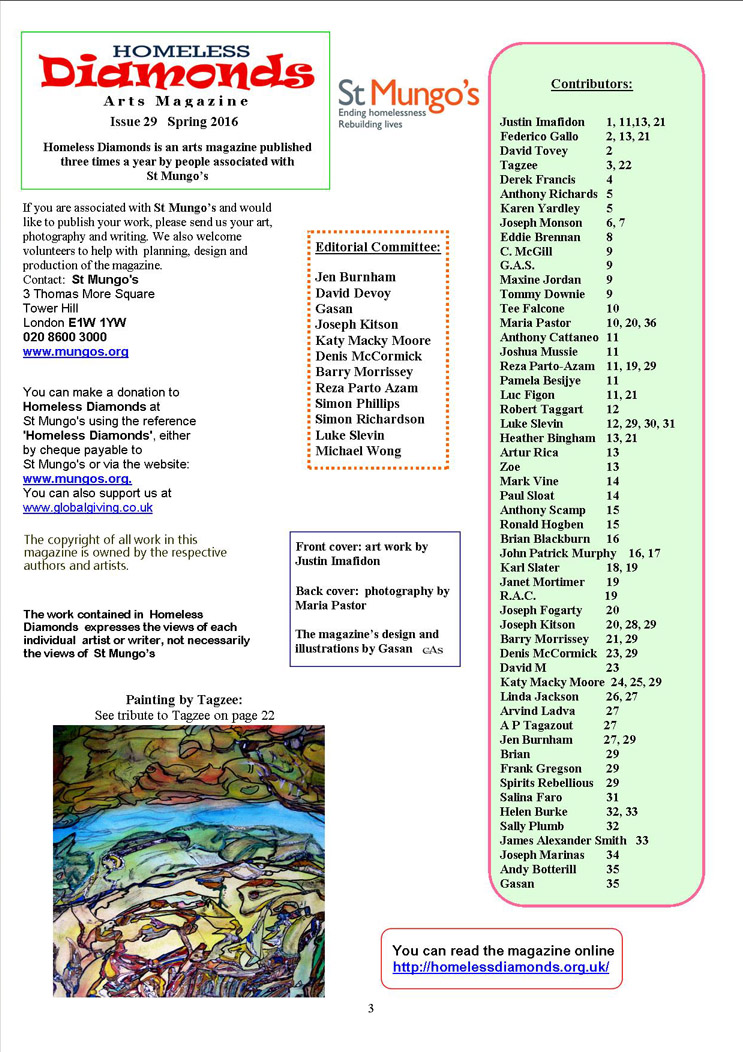 HOMELESS
Diamonds
Arts Magazine
Issue 29 Spring 2016
Homeless Diamonds is an arts magazine published
three times a year by people associated with
St Mungo's
St Mungo's
Ending homelessness
Rebuilding lives
If you are associated with St Mungo's and would
like to publish your work, please send us your art,
photography and writing. We also welcome
volunteers to help with planning, design and
production of the magazine.
Contact: St Mungo's
3 Thomas More Square
Tower Hill
London E1W 1YW
020 8600 3000
www.mungos.org
You can make a donation to
Homeless Diamonds at
St Mungo's using the reference
'Homeless Diamonds', either
by cheque payable to
St Mungo's or via the website:
www.mungos.org.
You can also support us at
www.globalgiving.co.uk
The copyright of all work in this
magazine is owned by the respective
authors and artists.
The work contained in Homeless
Diamonds expresses the views of each
individual artist or writer, not necessarily
the views of St Mungo's
Editorial Committee:
Jen Burnham
David Devoy
Gasan
Joseph Kitson
Katy Macky Moore
Denis McCormick
Barry Morrissey
Reza Parto Azam
Simon Phillips
Simon Richardson
Luke Slevin
Michael Wong
Front cover: art work by
Justin Imafidon
Back cover: photography by
Maria Pastor
The magazine's design and
illustrations by Gasan GAS
Painting by Tagzee:
See tribute to Tagzee on page 22
Contributors:
Justin Imafidon 1, 11,13, 21
Federico Gallo 2, 13, 21
David Tovey 2
Tagzee 3, 22
Derek Francis 4
Anthony Richards 5
Karen Yardley 5
Joseph Monson 6, 7
Eddie Brennan 8
C. McGill 9
G.A.S. 9
Maxine Jordan 9
Tommy Downie 9
Tee Falcone 10
Maria Pastor 10, 20, 36
Anthony Cattaneo 11
Joshua Mussie 11
Reza Parto-Azam 11, 19, 29
Pamela Besijye 11
Luc Figon 11, 21
Robert Taggart 12
Luke Slevin 12, 29, 30, 31
Heather Bingham 13, 21
Artur Rica 13
Zoe 13
Mark Vine 14
Paul Sloat 14
Anthony Scamp 15
Ronald Hogben 15
Brian Blackburn 16
John Patrick Murphy 16, 17
Karl Slater 18, 19
Janet Mortimer 19
R.A.C. 19
Joseph Fogarty 20
Joseph Kitson 20, 28, 29
Barry Morrissey 21, 29
Denis McCormick 23, 29
David M 23
Katy Macky Moore 24, 25, 29
Linda Jackson 26, 27
Arvind Ladva 27
A P Tagazout 27
Jen Burnham 27, 29
Brian 29
Frank Gregson 29
Spirits Rebellious 29
Salina Faro 31
Helen Burke 32, 33
Sally Plumb 32
James Alexander Smith 33
Joseph Marinas 34
Andy Botterill 35
Gasan 35
You can read the magazine online
http://homelessdiamonds.org.uk/
3